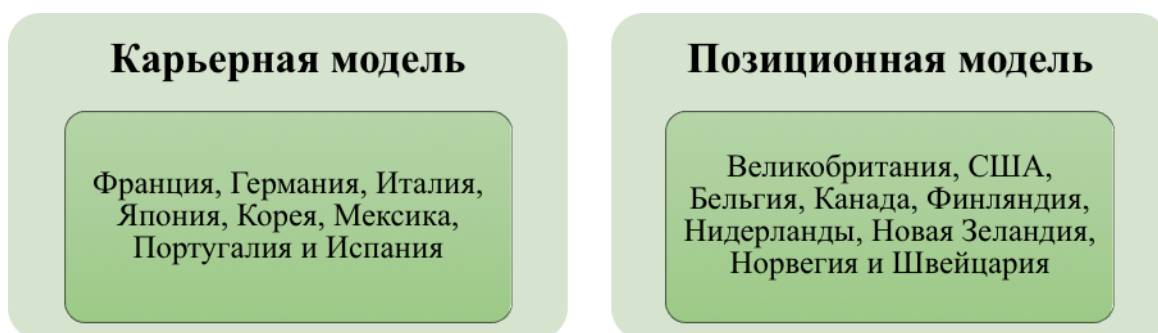 Карьерная модель
Франция, Германия, Италия,
Япония, Корея, Мексика,
Португалия и Испания
Позиционная модель
Великобритания, США,
Бельгия, Канада, Финляндия,
Нидерланды, Новая Зеландия,
Норвегия и Швейцария